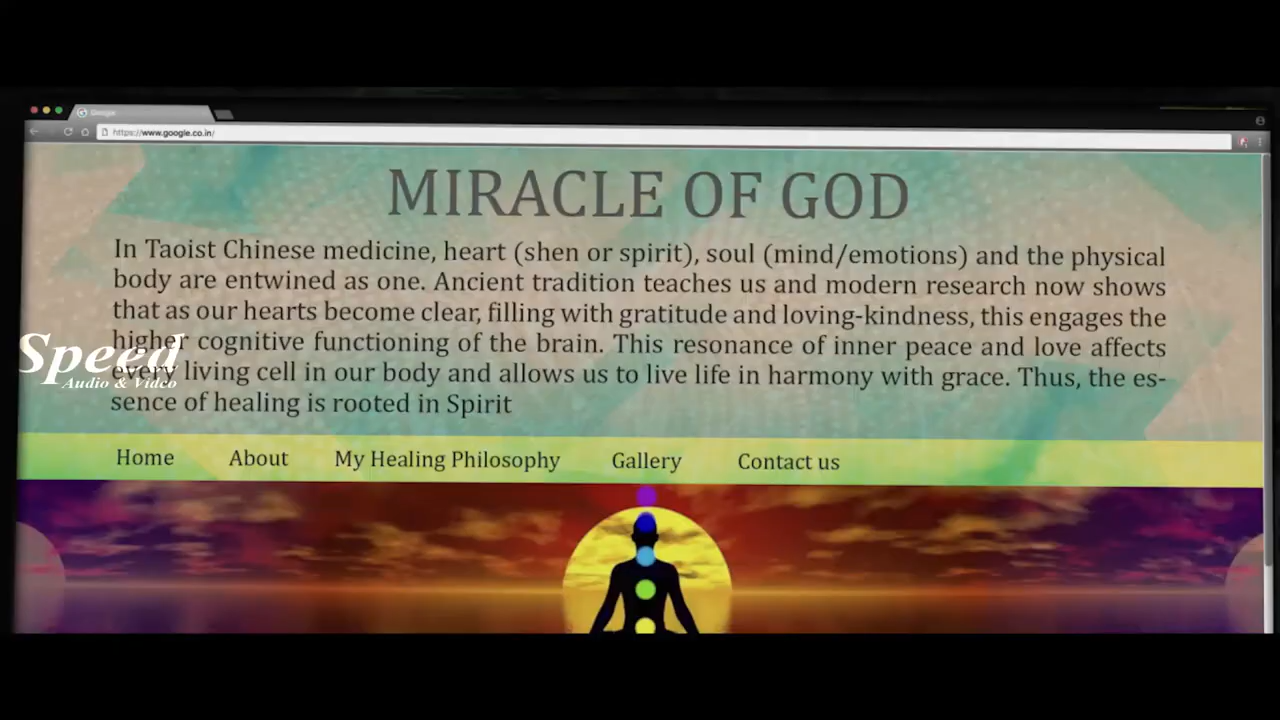 Google
https://www.google.co.in/
MIRACLE OF GOD
In Taoist Chinese medicine, heart (shen or spirit), soul (mind/emotions) and the physical
body are entwined as one. Ancient tradition teaches us and modern research now shows
that as our hearts become clear, filling with gratitude and loving-kindness, this engages the
higher cognitive functioning of the brain. This resonance of inner peace and love affects
every living cell in our body and allows us to live life in harmony with grace. Thus, the es-
sence of healing is rooted in Spirit
Speed
Audio & Video
Home About My Healing Philosophy Gallery Contact us